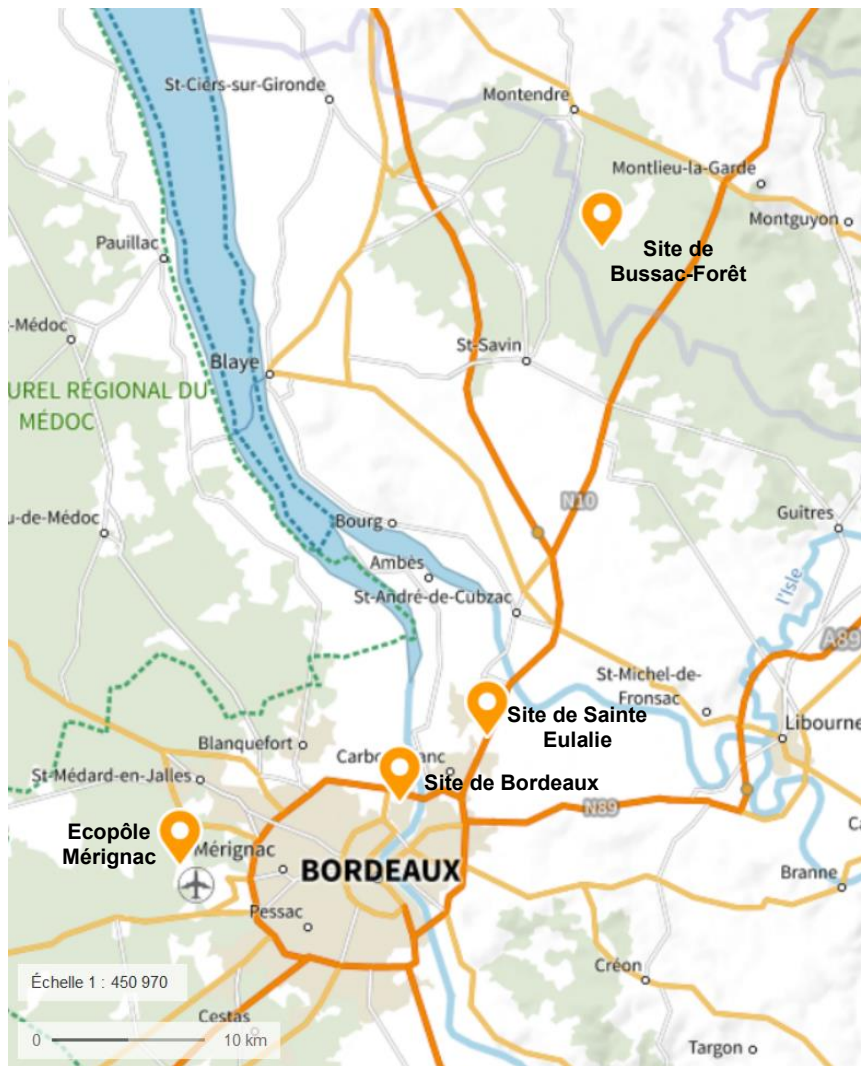 St-Ciers-sur-Gironde
Montendre
Montlieu-la-Garde
Montguyon
Pauillac
Site de
Bussac-Forêt
-Médoc
St-Savin
Blaye
UREL RÉGIONAL DU
MÉDOC
N10
u-de-Médoc
Bourg
Guîtres
Ambès
St-André-de-Cubzac
l'Isle
A89
St-Michel-de-
Fronsac
Site de Sainte
Eulalie
Libourne
Blanquefort
St-Médard-en-Jalles
Site de Bordeaux
N89
Ecopôle
Mérignac
Mérignac
BORDEAUX
Ca
Branne
Pessac
Créon
Échelle 1 : 450 970
Cestas
0 10 km
Targon